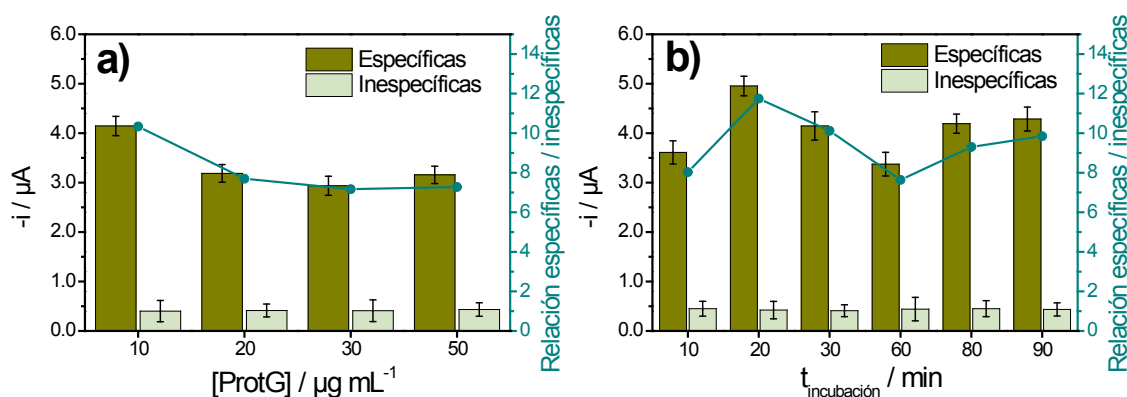 a)
Específicas
Inespecíficas
6.0
5.0
4.0
3.0
2.0
1.0
0.0
-i / µA
10 20 30 50
[ProtG] / µg mL⁻¹
14
12
10
8
6
4
2
0
Relación específicas / inespecíficas
b)
Específicas
Inespecíficas
6.0
5.0
4.0
3.0
2.0
1.0
0.0
-i / µA
10 20 30 60 80 90
t incubación / min
14
12
10
8
6
4
2
0
Relación específicas / inespecíficas